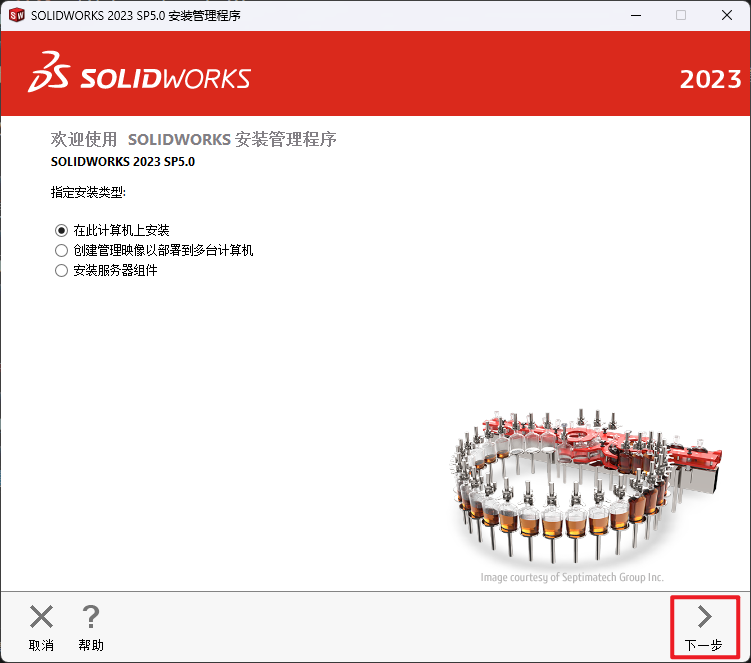 SOLIDWORKS 2023 SP5.0 安装管理程序
SOLIDWORKS
2023
欢迎使用 SOLIDWORKS 安装管理程序
SOLIDWORKS 2023 SP5.0
指定安装类型:
在此计算机上安装
创建管理映像以部署到多台计算机
安装服务器组件
Image courtesy of Septimatech Group Inc.
取消
帮助
下一步